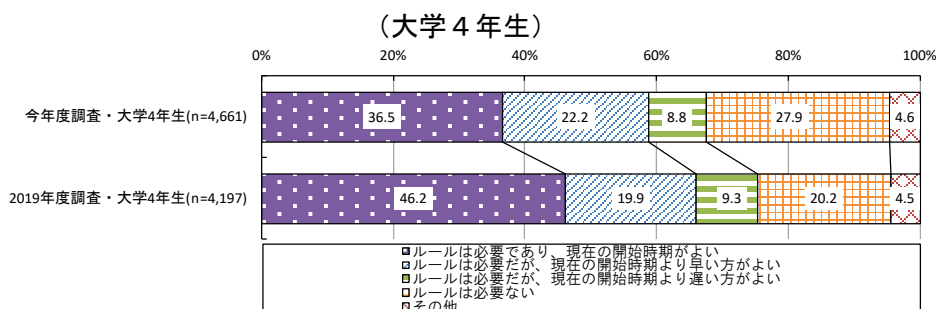 （大学４年生）
0% 20% 40% 60% 80% 100%
今年度調査・大学4年生(n=4,661) 36.5 22.2 8.8 27.9 4.6
2019年度調査・大学4年生(n=4,197) 46.2 19.9 9.3 20.2 4.5
ルールは必要であり、現在の開始時期がよい
ルールは必要だが、現在の開始時期より早い方がよい
ルールは必要だが、現在の開始時期より遅い方がよい
ルールは必要ない
その他